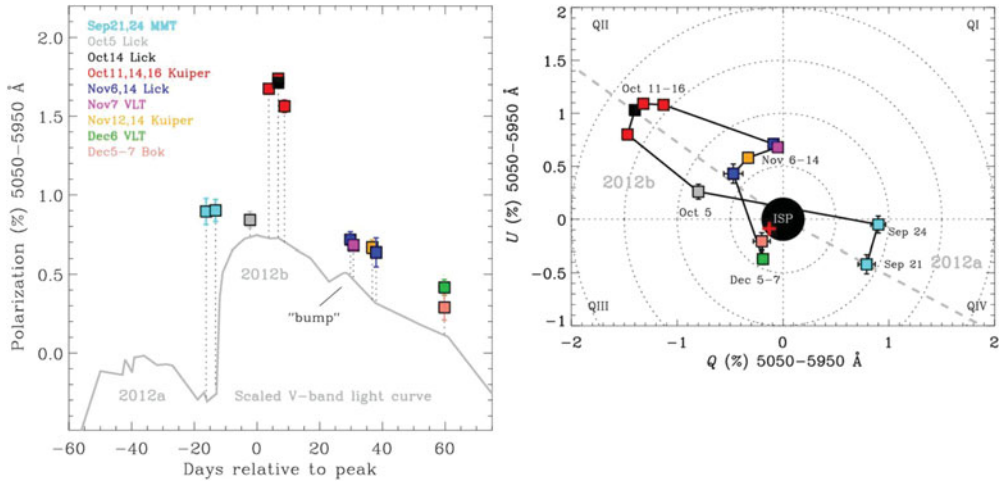 Polarization (%) 5050–5950 Å
2.0
1.5
1.0
0.5
0.0
Sep21,24 MMT
Oct5 Lick
Oct14 Lick
Oct11,14,16 Kuiper
Nov6,14 Lick
Nov7 VLT
Nov12,14 Kuiper
Dec6 VLT
Dec5-7 Bok
2012b
"bump"
2012a
Scaled V-band light curve
-60 -40 -20 0 20 40 60
Days relative to peak
U (%) 5050–5950 Å
2
1.5
1
0.5
0
-0.5
-1
QII
QI
Oct 11-16
Nov 6-14
2012b
Oct 5
ISP
Sep 24
Sep 21
2012a
Dec 5-7
QIII
QIV
-2 -1 0 1 2
Q (%) 5050–5950 Å